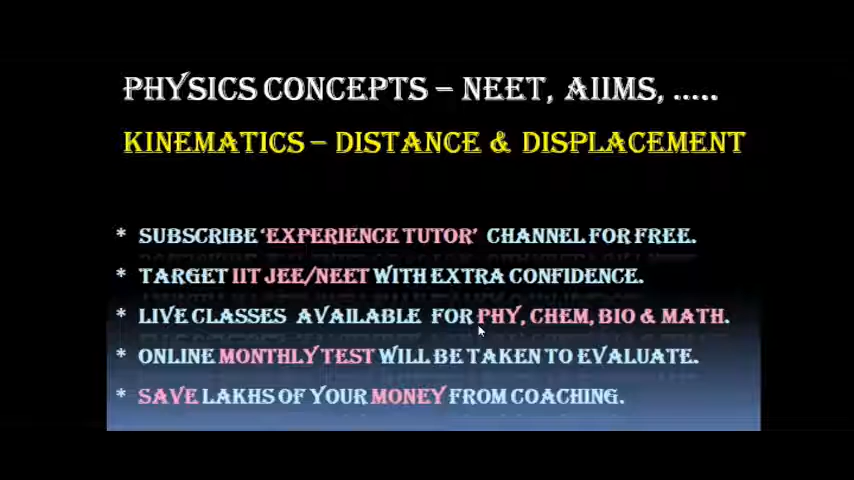 PHYSICS CONCEPTS – NEET, AIIMS, .....
KINEMATICS – DISTANCE & DISPLACEMENT
* SUBSCRIBE ‘EXPERIENCE TUTOR’ CHANNEL FOR FREE.
* TARGET IIT JEE/NEET WITH EXTRA CONFIDENCE.
* LIVE CLASSES AVAILABLE FOR PHY, CHEM, BIO & MATH.
* ONLINE MONTHLY TEST WILL BE TAKEN TO EVALUATE.
* SAVE LAKHS OF YOUR MONEY FROM COACHING.